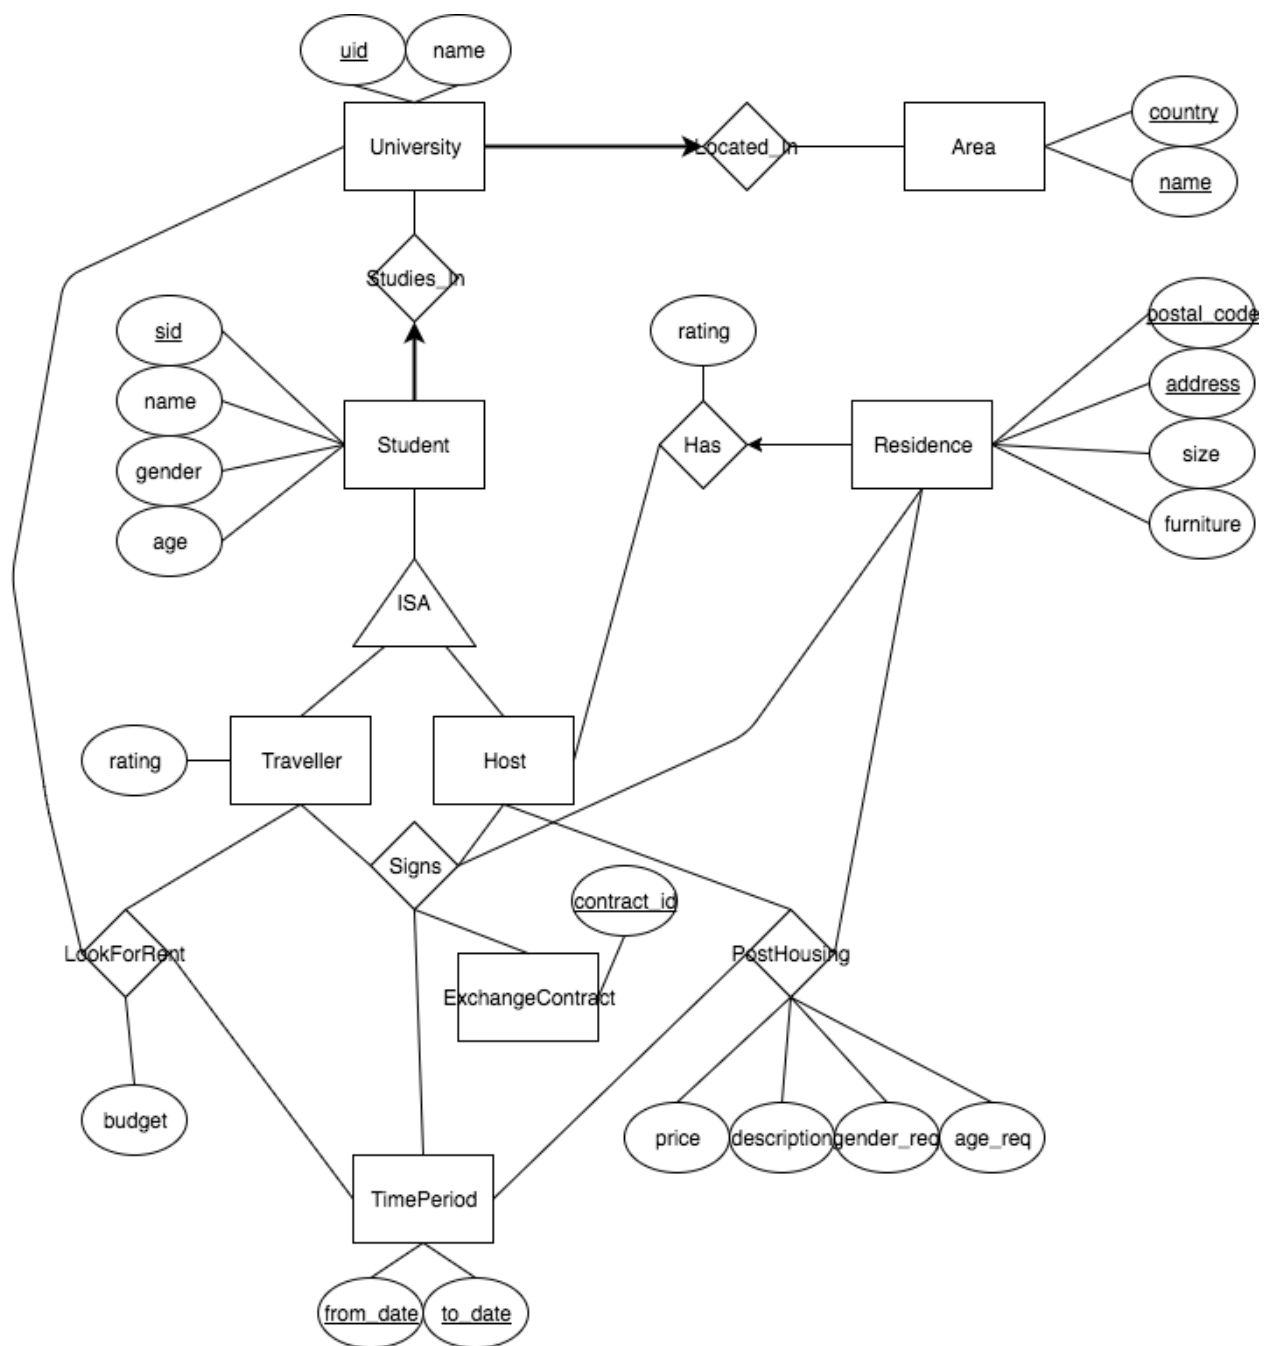 uid
name
University
Located_In
Area
country
name
Studies_In
sid
name
gender
age
Student
rating
Has
Residence
postal_code
address
size
furniture
ISA
rating
Traveller
Host
Signs
contract_id
LookForRent
ExchangeContract
PostHousing
budget
price
description
gender_req
age_req
TimePeriod
from_date
to_date